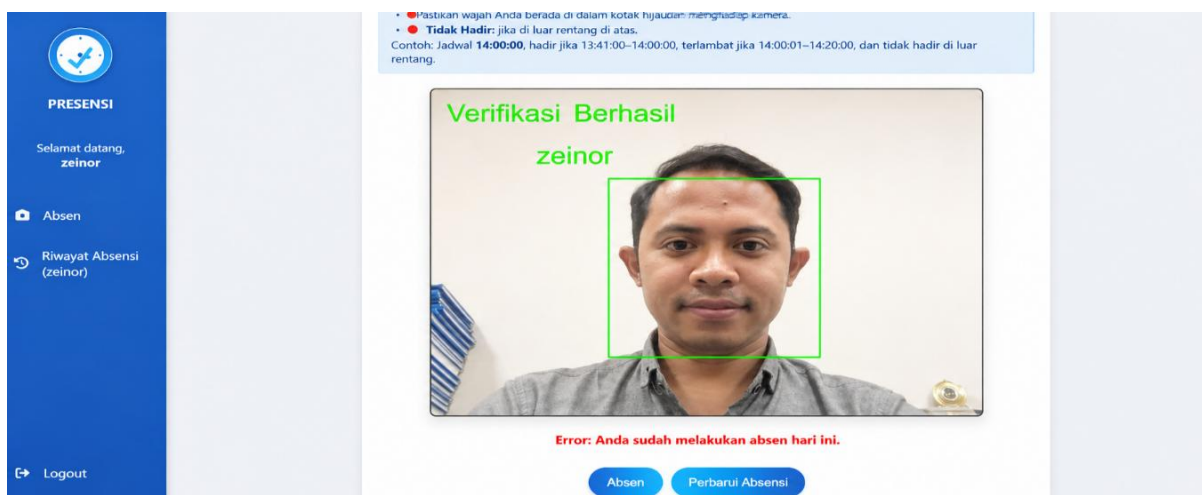 Pastikan wajah Anda berada di dalam kotak hijau
Tidak Hadir: jika di luar rentang di atas.
Contoh: Jadwal 14:00:00, hadir jika 13:41:00–14:00:00, terlambat jika 14:00:01–14:20:00, dan tidak hadir di luar
rentang.
PRESENSI
Selamat datang,
zeinor
Absen
Riwayat Absensi
(zeinor)
Logout
Verifikasi Berhasil
zeinor
Error: Anda sudah melakukan absen hari ini.
Absen
Perbarui Absensi